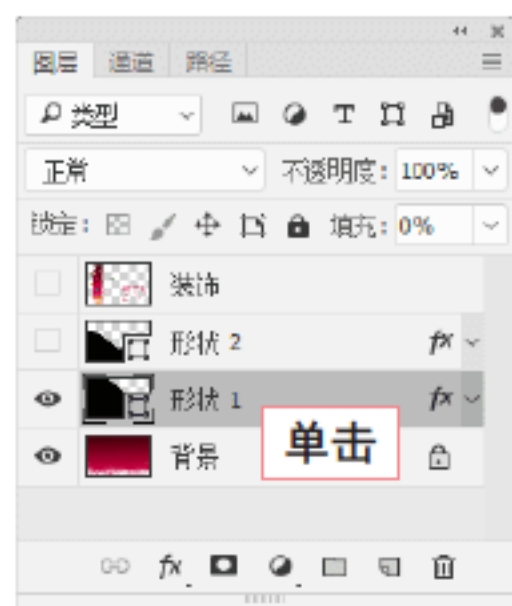 图层 通道 路径
类型
正常 不透明度: 100%
锁定: 填充: 0%
装饰
形状 2 fx
形状 1 fx
单击
背景
fx